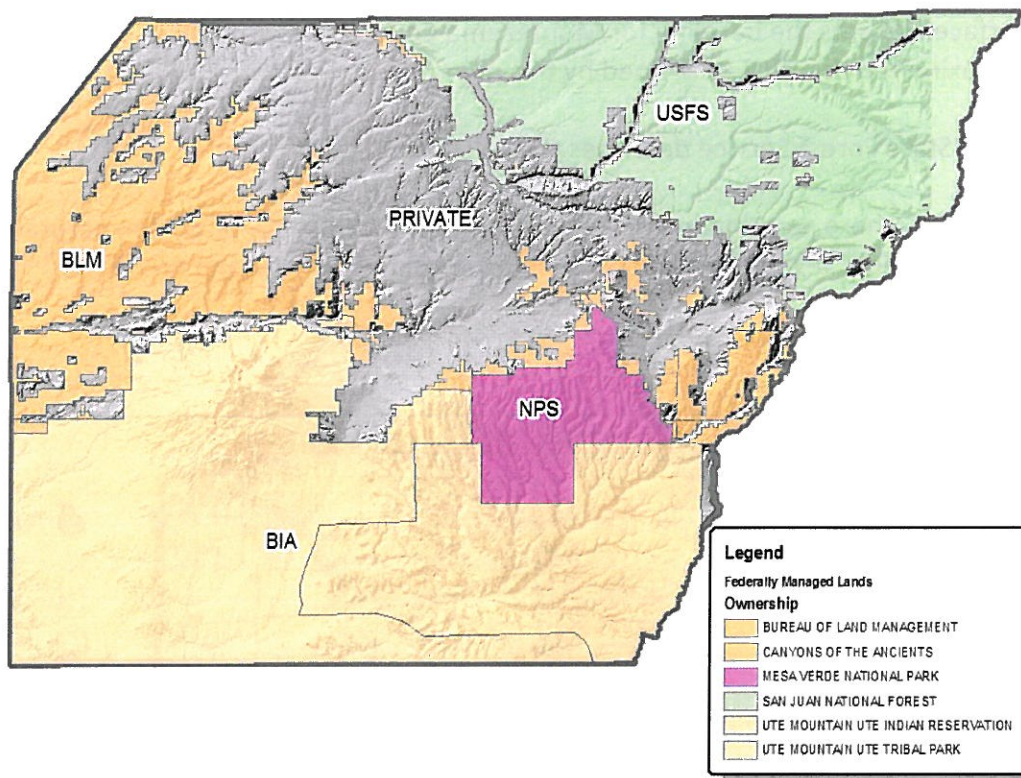 USFS
PRIVATE
BLM
NPS
BIA
Legend
Federally Managed Lands
Ownership
BUREAU OF LAND MANAGEMENT
CANYONS OF THE ANCIENTS
MESA VERDE NATIONAL PARK
SAN JUAN NATIONAL FOREST
UTE MOUNTAIN UTE INDIAN RESERVATION
UTE MOUNTAIN UTE TRIBAL PARK